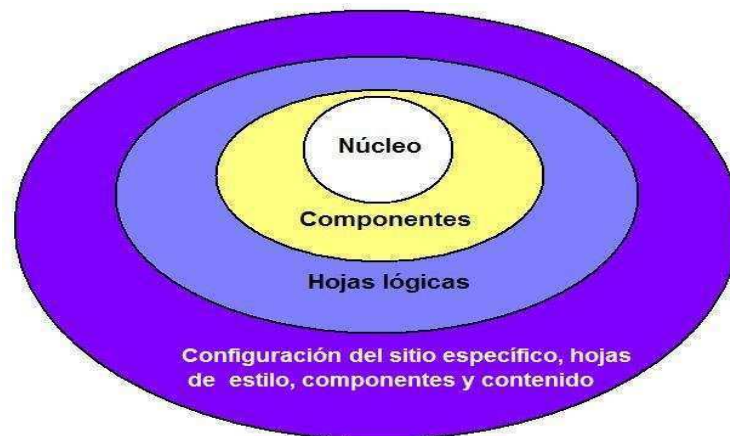 Núcleo
Componentes
Hojas lógicas
Configuración del sitio específico, hojas
de estilo, componentes y contenido